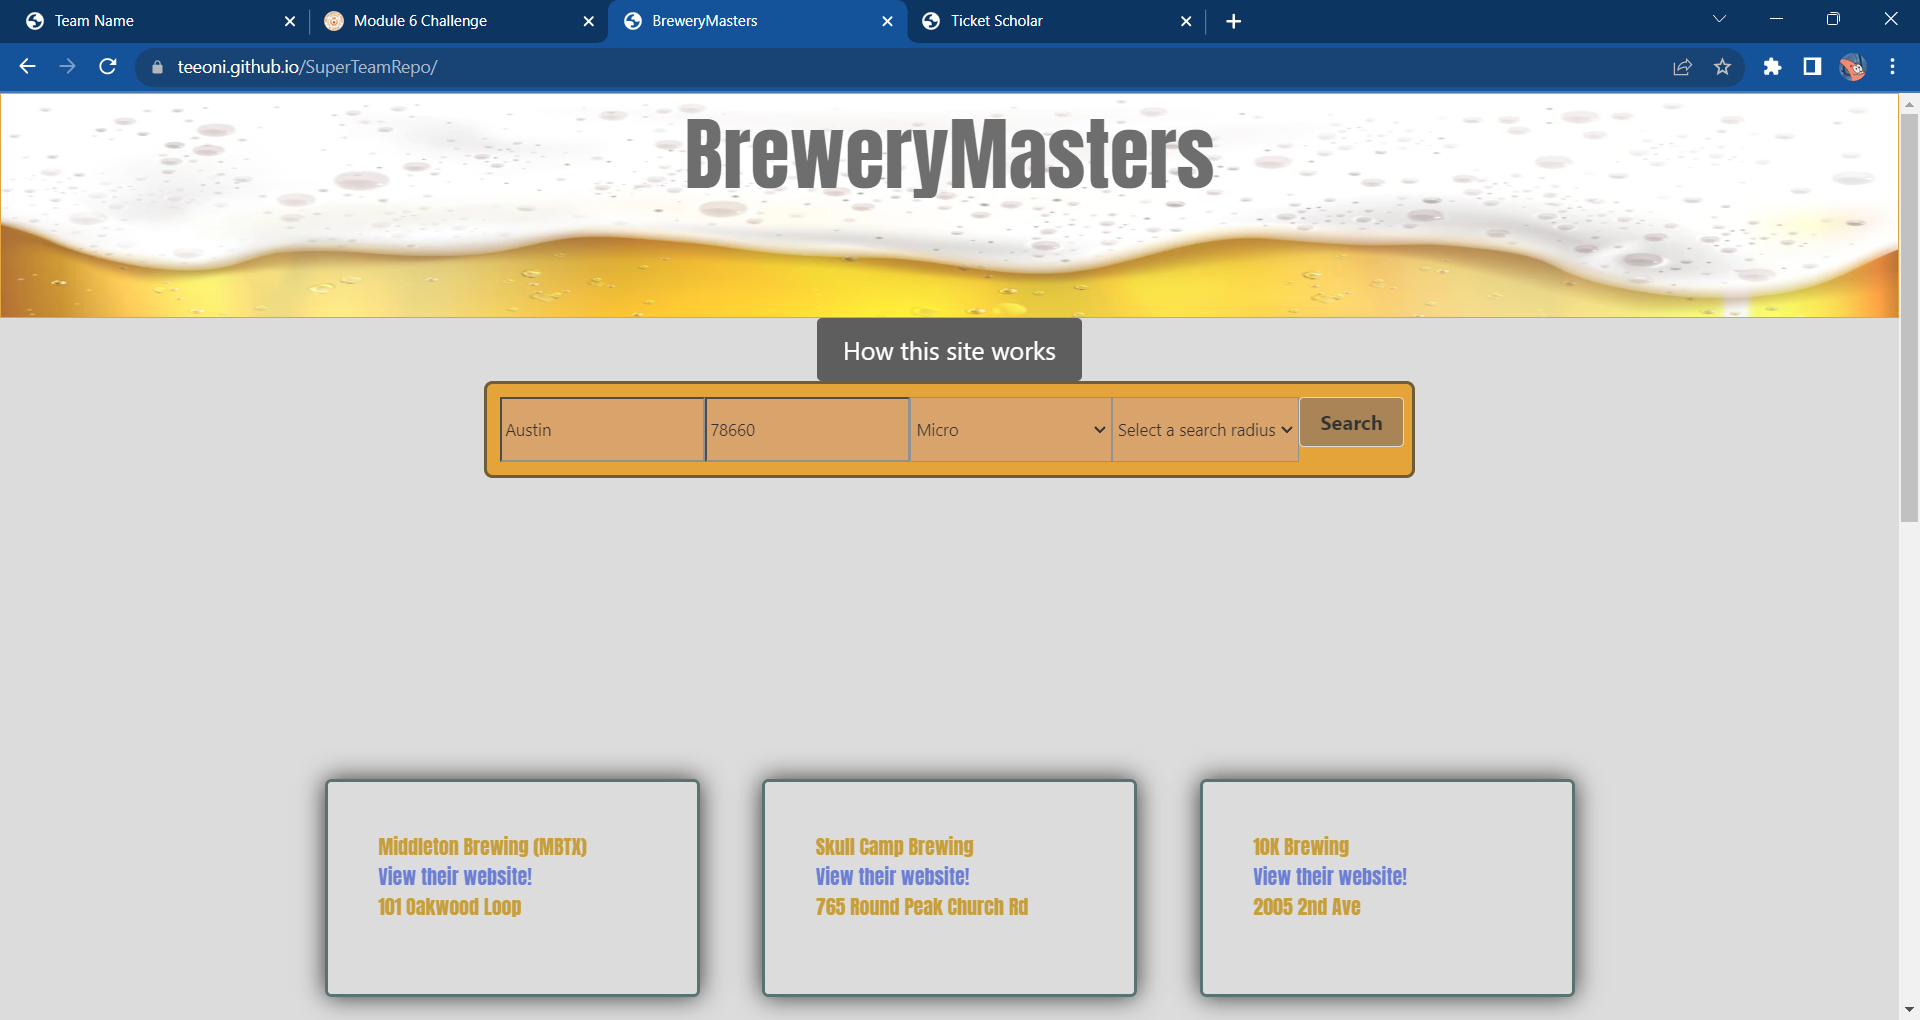 Team Name
Module 6 Challenge
BreweryMasters
Ticket Scholar
teeoni.github.io/SuperTeamRepo/
BreweryMasters
How this site works
Austin
78660
Micro
Select a search radius
Search
Middleton Brewing (MBTX)
View their website!
101 Oakwood Loop
Skull Camp Brewing
View their website!
765 Round Peak Church Rd
10K Brewing
View their website!
2005 2nd Ave